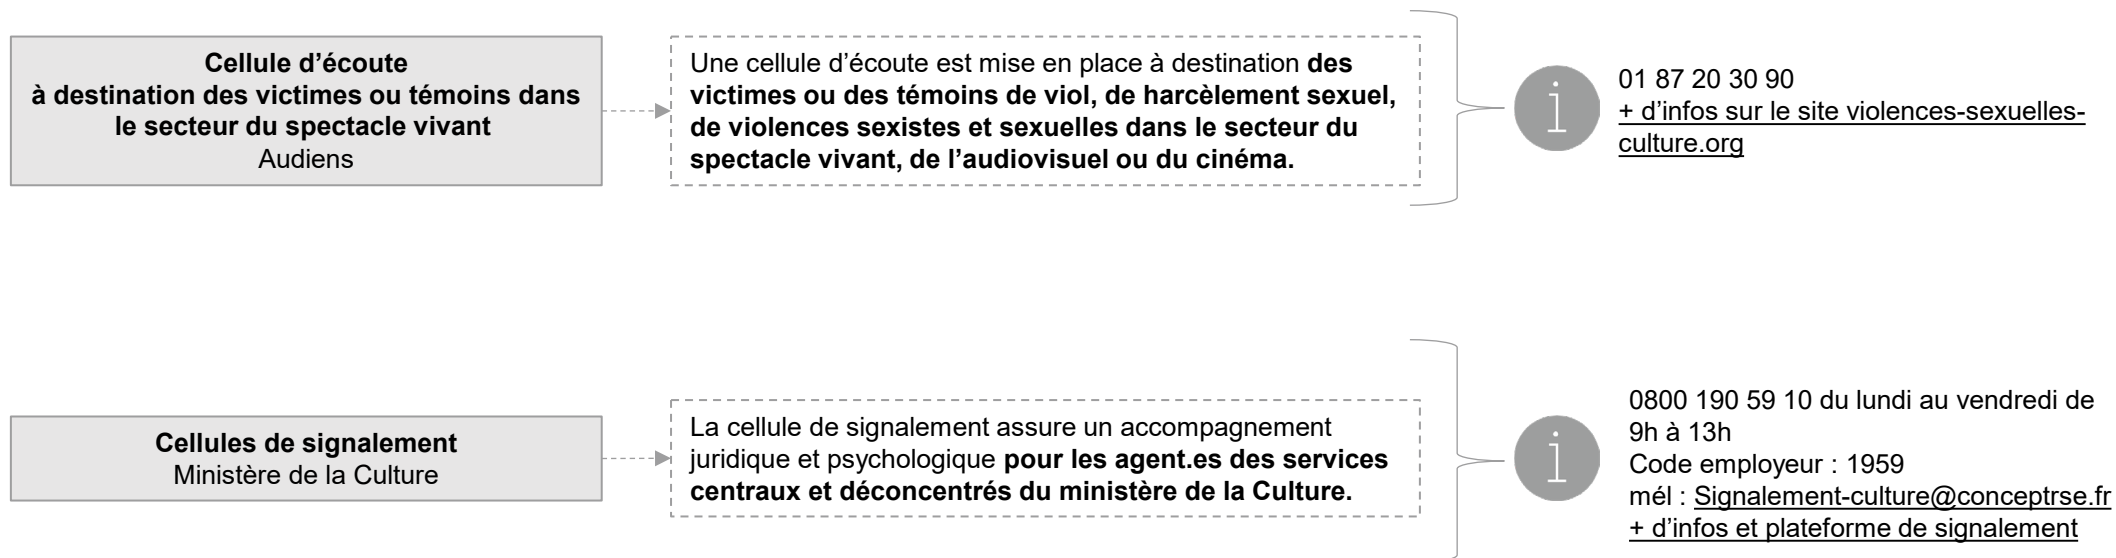 Cellule d'écoute
à destination des victimes ou témoins dans
le secteur du spectacle vivant
Audiens
Une cellule d'écoute est mise en place à destination des
victimes ou des témoins de viol, de harcèlement sexuel,
de violences sexistes et sexuelles dans le secteur du
spectacle vivant, de l'audiovisuel ou du cinéma.
i
01 87 20 30 90
+ d'infos sur le site violences-sexuelles-
culture.org
Cellules de signalement
Ministère de la Culture
La cellule de signalement assure un accompagnement
juridique et psychologique pour les agent.es des services
centraux et déconcentrés du ministère de la Culture.
i
0800 190 59 10 du lundi au vendredi de
9h à 13h
Code employeur : 1959
mél : Signalement-culture@conceptrse.fr
+ d'infos et plateforme de signalement